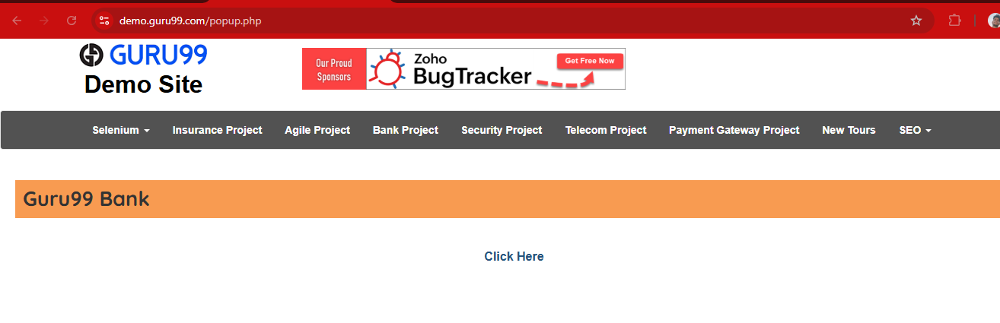 demo.guru99.com/popup.php
GURU99
Demo Site
Our Proud
Sponsors
Zoho
BugTracker
Get Free Now
Selenium Insurance Project Agile Project Bank Project Security Project Telecom Project Payment Gateway Project New Tours SEO
Guru99 Bank
Click Here